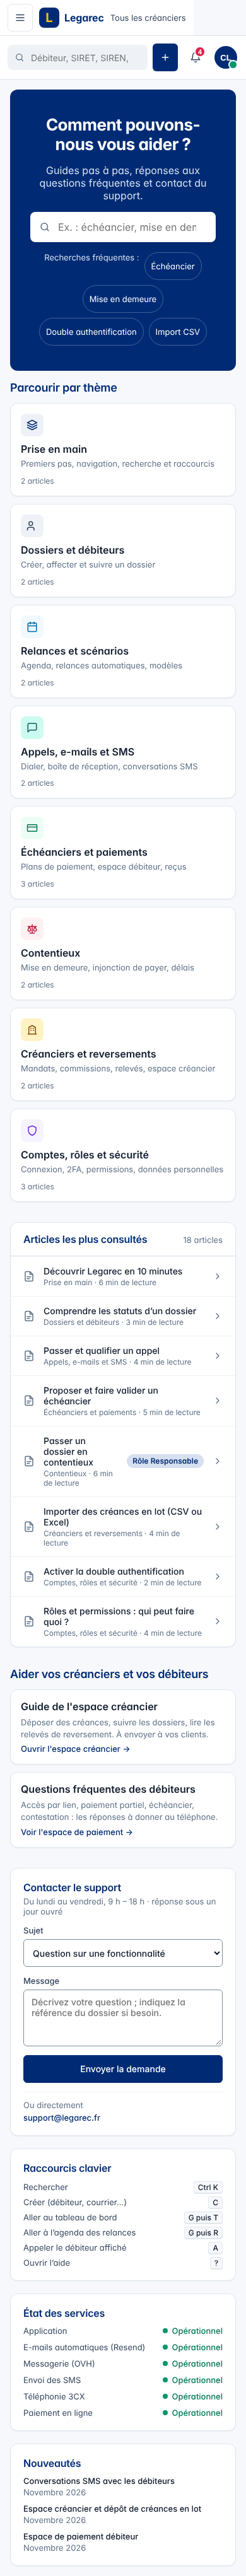 L Legarec Tous les créanciers
Débiteur, SIRET, SIREN,
4
CL
Comment pouvons-
nous vous aider ?
Guides pas à pas, réponses aux
questions fréquentes et contact du
support.
Ex. : échéancier, mise en dem
Recherches fréquentes : Échéancier
Mise en demeure
Double authentification Import CSV
Parcourir par thème
Prise en main
Premiers pas, navigation, recherche et raccourcis
2 articles
Dossiers et débiteurs
Créer, affecter et suivre un dossier
2 articles
Relances et scénarios
Agenda, relances automatiques, modèles
2 articles
Appels, e-mails et SMS
Dialer, boîte de réception, conversations SMS
2 articles
Échéanciers et paiements
Plans de paiement, espace débiteur, reçus
3 articles
Contentieux
Mise en demeure, injonction de payer, délais
2 articles
Créanciers et reversements
Mandats, commissions, relevés, espace créancier
2 articles
Comptes, rôles et sécurité
Connexion, 2FA, permissions, données personnelles
3 articles
Articles les plus consultés 18 articles
Découvrir Legarec en 10 minutes
Prise en main · 6 min de lecture
Comprendre les statuts d'un dossier
Dossiers et débiteurs · 3 min de lecture
Passer et qualifier un appel
Appels, e-mails et SMS · 4 min de lecture
Proposer et faire valider un
échéancier
Échéanciers et paiements · 5 min de lecture
Passer un
dossier en
contentieux
Contentieux · 6 min
de lecture
Rôle Responsable
Importer des créances en lot (CSV ou
Excel)
Créanciers et reversements · 4 min de
lecture
Activer la double authentification
Comptes, rôles et sécurité · 2 min de lecture
Rôles et permissions : qui peut faire
quoi ?
Comptes, rôles et sécurité · 4 min de lecture
Aider vos créanciers et vos débiteurs
Guide de l'espace créancier
Déposer des créances, suivre les dossiers, lire les
relevés de reversement. À envoyer à vos clients.
Ouvrir l'espace créancier →
Questions fréquentes des débiteurs
Accès par lien, paiement partiel, échéancier,
contestation : les réponses à donner au téléphone.
Voir l'espace de paiement →
Contacter le support
Du lundi au vendredi, 9 h – 18 h · réponse sous un
jour ouvré
Sujet
Question sur une fonctionnalité
Message
Décrivez votre question ; indiquez la
référence du dossier si besoin.
Envoyer la demande
Ou directement
support@legarec.fr
Raccourcis clavier
Rechercher Ctrl K
Créer (débiteur, courrier…) C
Aller au tableau de bord G puis T
Aller à l'agenda des relances G puis R
Appeler le débiteur affiché A
Ouvrir l'aide ?
État des services
Application Opérationnel
E-mails automatiques (Resend) Opérationnel
Messagerie (OVH) Opérationnel
Envoi des SMS Opérationnel
Téléphonie 3CX Opérationnel
Paiement en ligne Opérationnel
Nouveautés
Conversations SMS avec les débiteurs
Novembre 2026
Espace créancier et dépôt de créances en lot
Novembre 2026
Espace de paiement débiteur
Novembre 2026